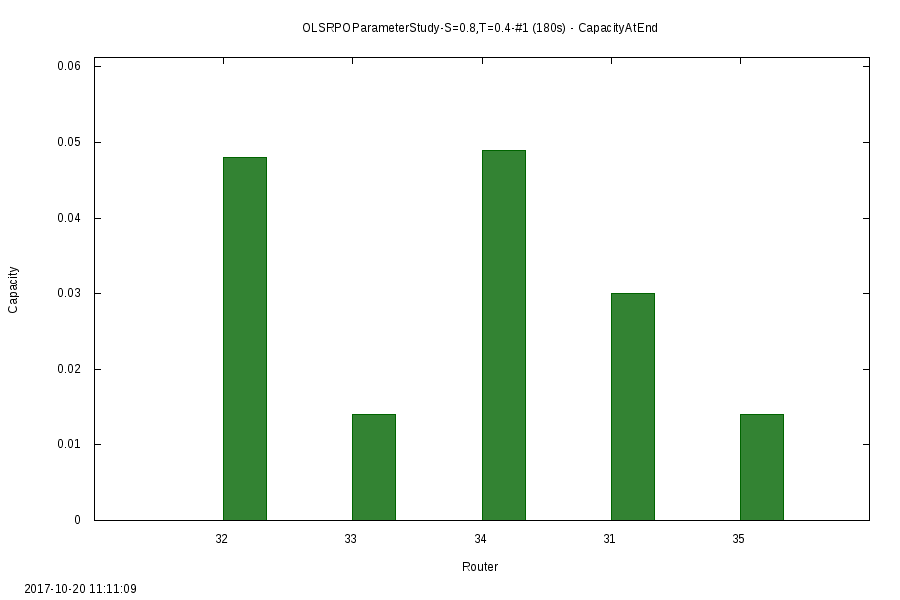 OLSRPOParameterStudy-S=0.8,T=0.4-#1 (180s) - CapacityAtEnd
0.06
0.05
0.04
0.03
0.02
0.01
0
Capacity
32 33 34 31 35
Router
2017-10-20 11:11:09